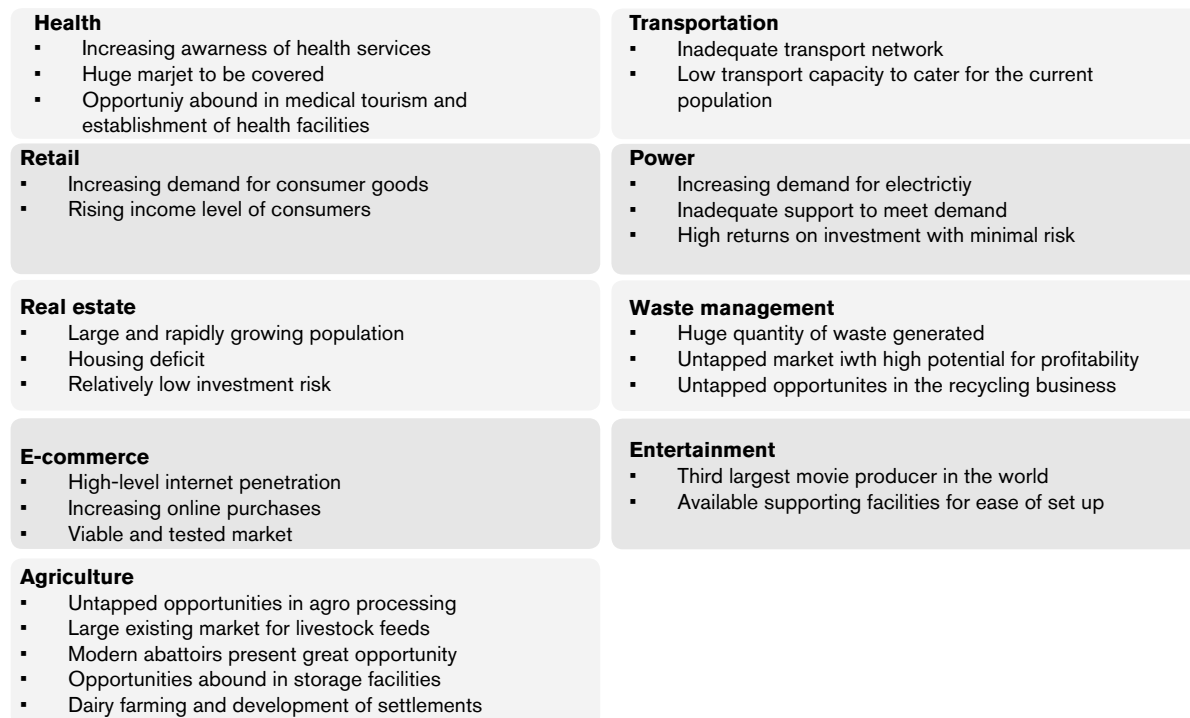 Health
▪ Increasing awarness of health services
▪ Huge marjet to be covered
▪ Opportuniy abound in medical tourism and
establishment of health facilities
Transportation
▪ Inadequate transport network
▪ Low transport capacity to cater for the current
population
Retail
▪ Increasing demand for consumer goods
▪ Rising income level of consumers
Power
▪ Increasing demand for electrictiy
▪ Inadequate support to meet demand
▪ High returns on investment with minimal risk
Real estate
▪ Large and rapidly growing population
▪ Housing deficit
▪ Relatively low investment risk
Waste management
▪ Huge quantity of waste generated
▪ Untapped market iwth high potential for profitability
▪ Untapped opportunites in the recycling business
E-commerce
▪ High-level internet penetration
▪ Increasing online purchases
▪ Viable and tested market
Entertainment
▪ Third largest movie producer in the world
▪ Available supporting facilities for ease of set up
Agriculture
▪ Untapped opportunities in agro processing
▪ Large existing market for livestock feeds
▪ Modern abattoirs present great opportunity
▪ Opportunities abound in storage facilities
▪ Dairy farming and development of settlements